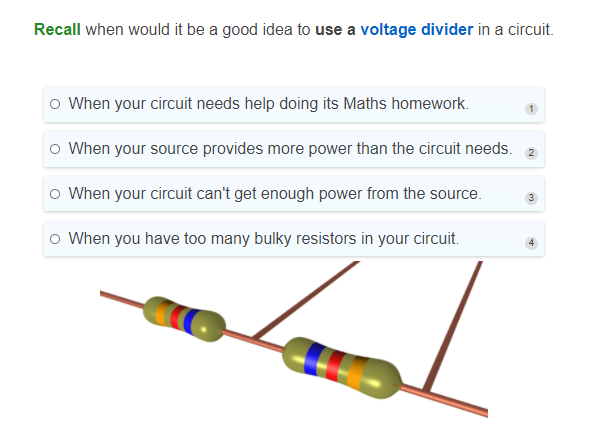 Recall when would it be a good idea to use a voltage divider in a circuit.
When your circuit needs help doing its Maths homework. 1
When your source provides more power than the circuit needs. 2
When your circuit can't get enough power from the source. 3
When you have too many bulky resistors in your circuit. 4